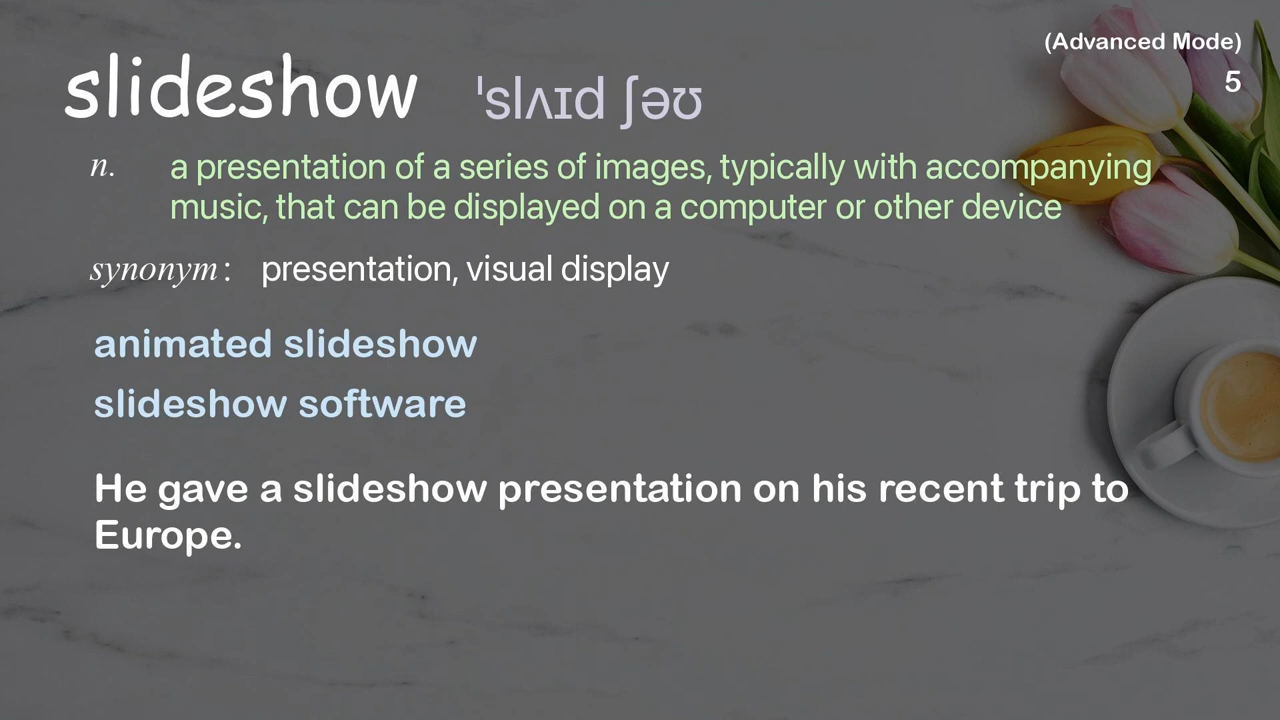 (Advanced Mode)
5
slideshow ˈslʌɪd ʃəʊ
n. a presentation of a series of images, typically with accompanying
music, that can be displayed on a computer or other device
synonym: presentation, visual display
animated slideshow
slideshow software
He gave a slideshow presentation on his recent trip to
Europe.